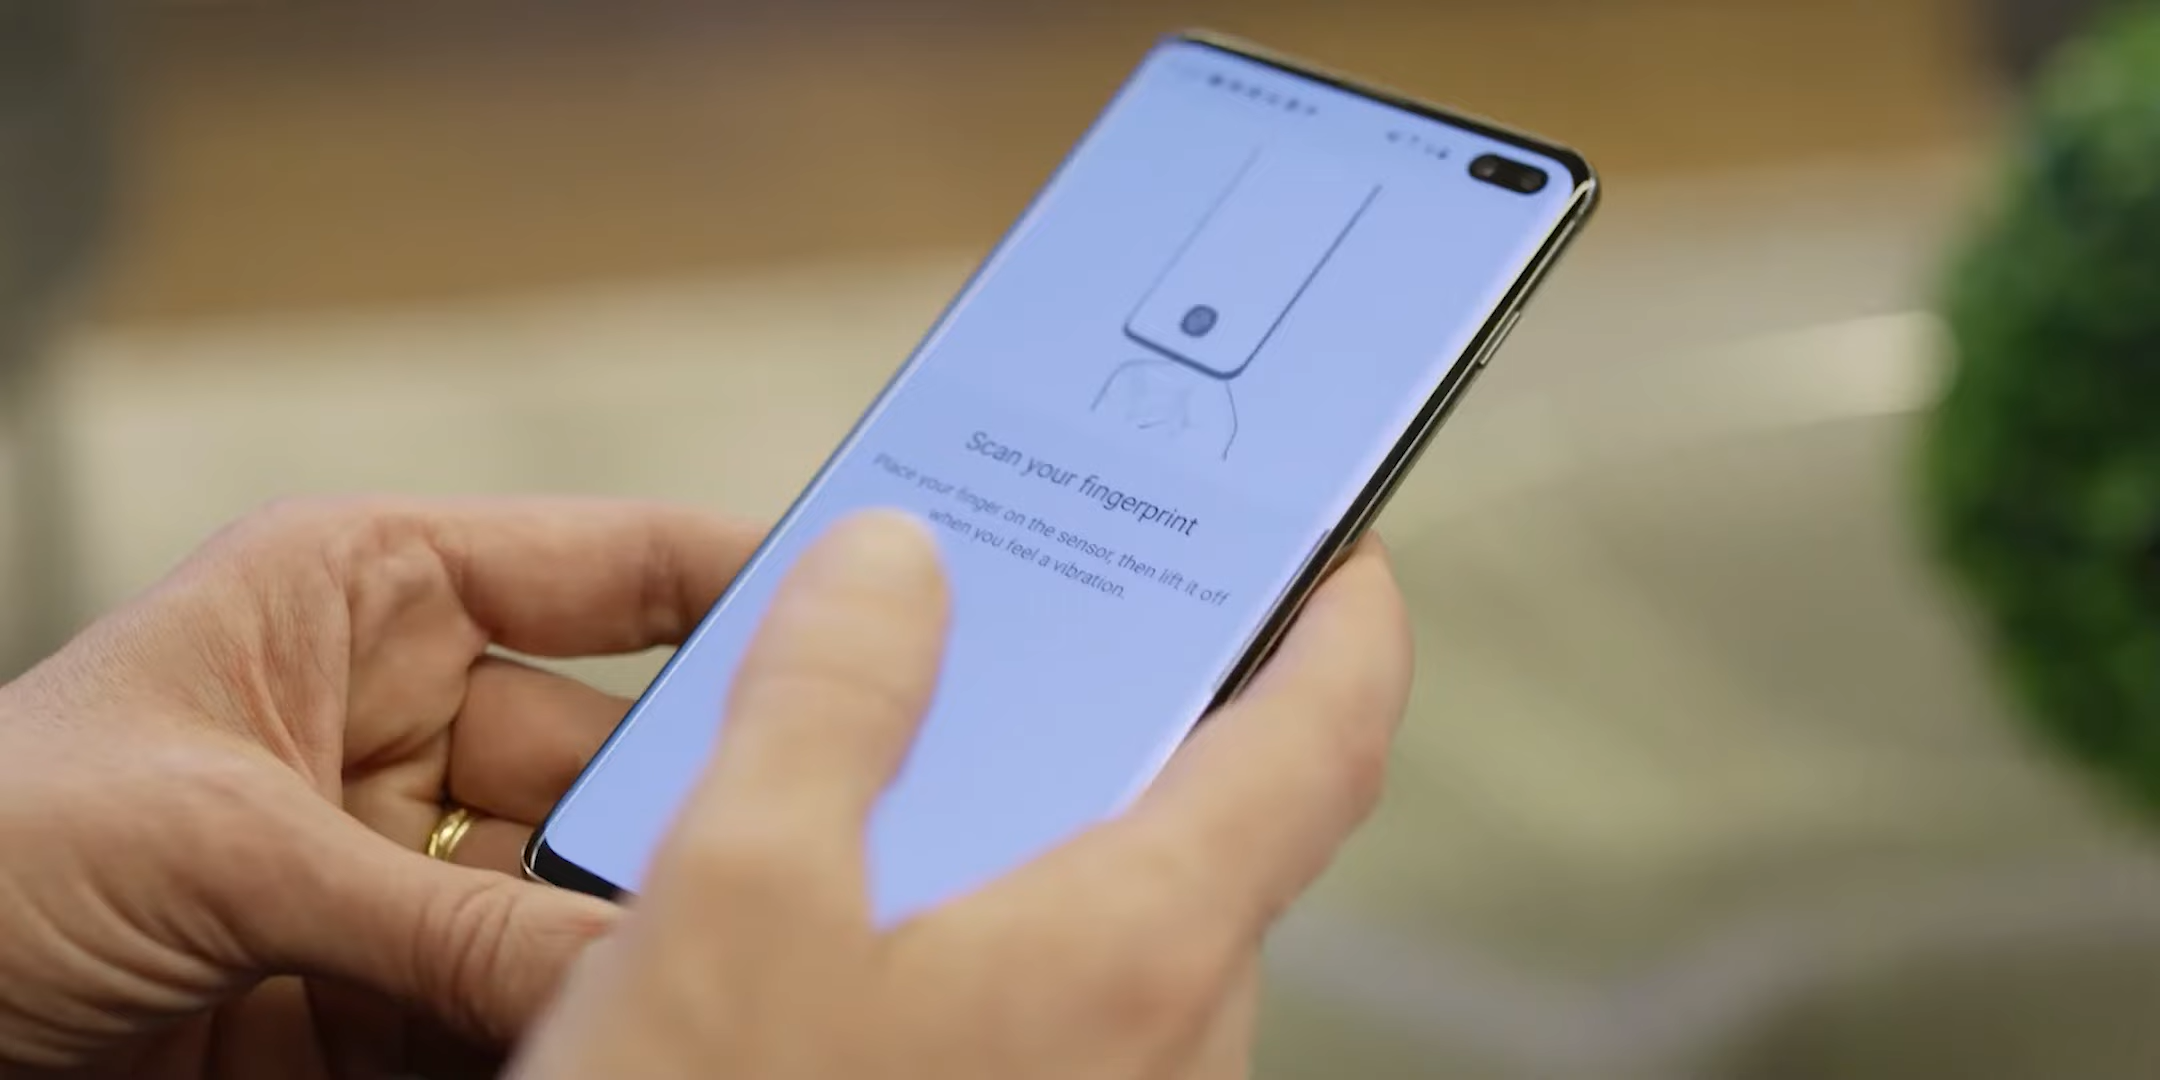 Scan your fingerprint
Place your finger on the sensor, then lift it off
when you feel a vibration.